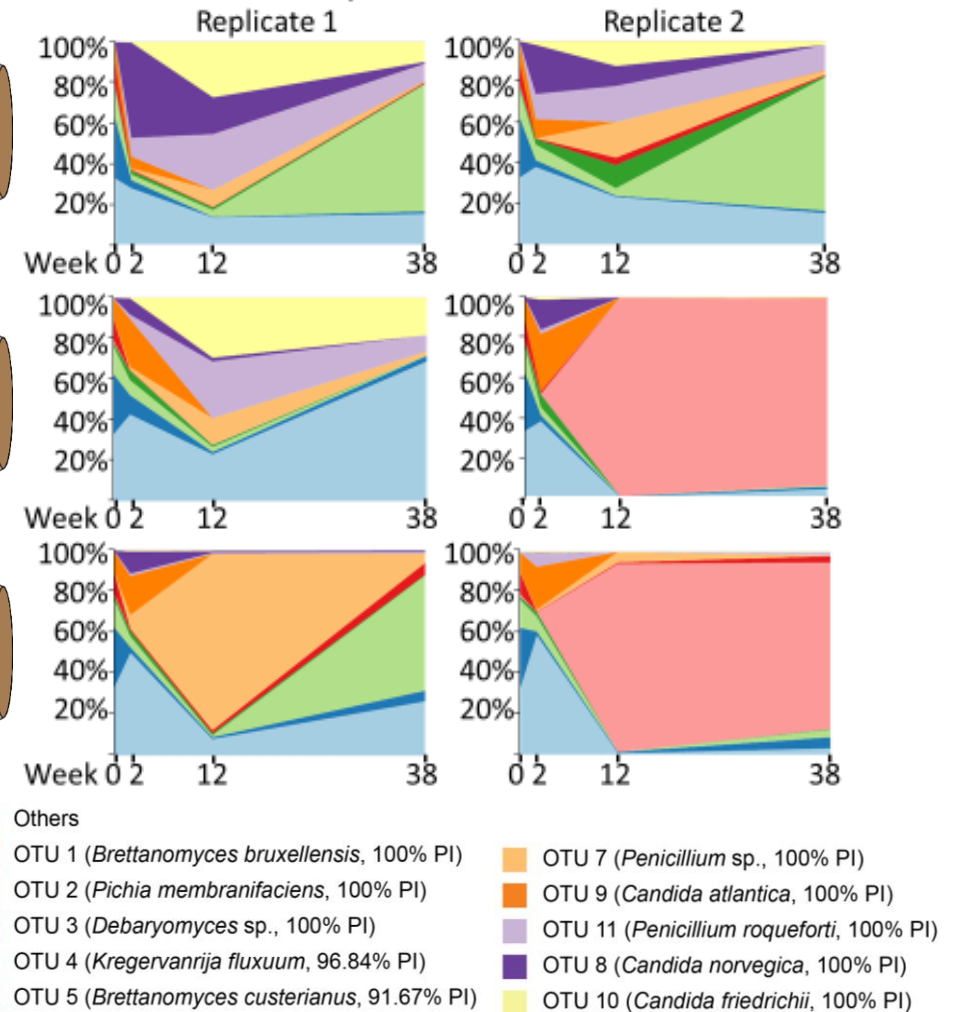 Replicate 1 Replicate 2
100% 100%
80% 80%
60% 60%
40% 40%
20% 20%
Week 0 2 12 38 0 2 12 38
100% 100%
80% 80%
60% 60%
40% 40%
20% 20%
Week 0 2 12 38 0 2 12 38
100% 100%
80% 80%
60% 60%
40% 40%
20% 20%
Week 0 2 12 38 0 2 12 38
Others
OTU 1 (Brettanomyces bruxellensis, 100% PI)
OTU 2 (Pichia membranifaciens, 100% PI)
OTU 3 (Debaryomyces sp., 100% PI)
OTU 4 (Kregervanrija fluxuum, 96.84% PI)
OTU 5 (Brettanomyces custerianus, 91.67% PI)
OTU 7 (Penicillium sp., 100% PI)
OTU 9 (Candida atlantica, 100% PI)
OTU 11 (Penicillium roqueforti, 100% PI)
OTU 8 (Candida norvegica, 100% PI)
OTU 10 (Candida friedrichii, 100% PI)